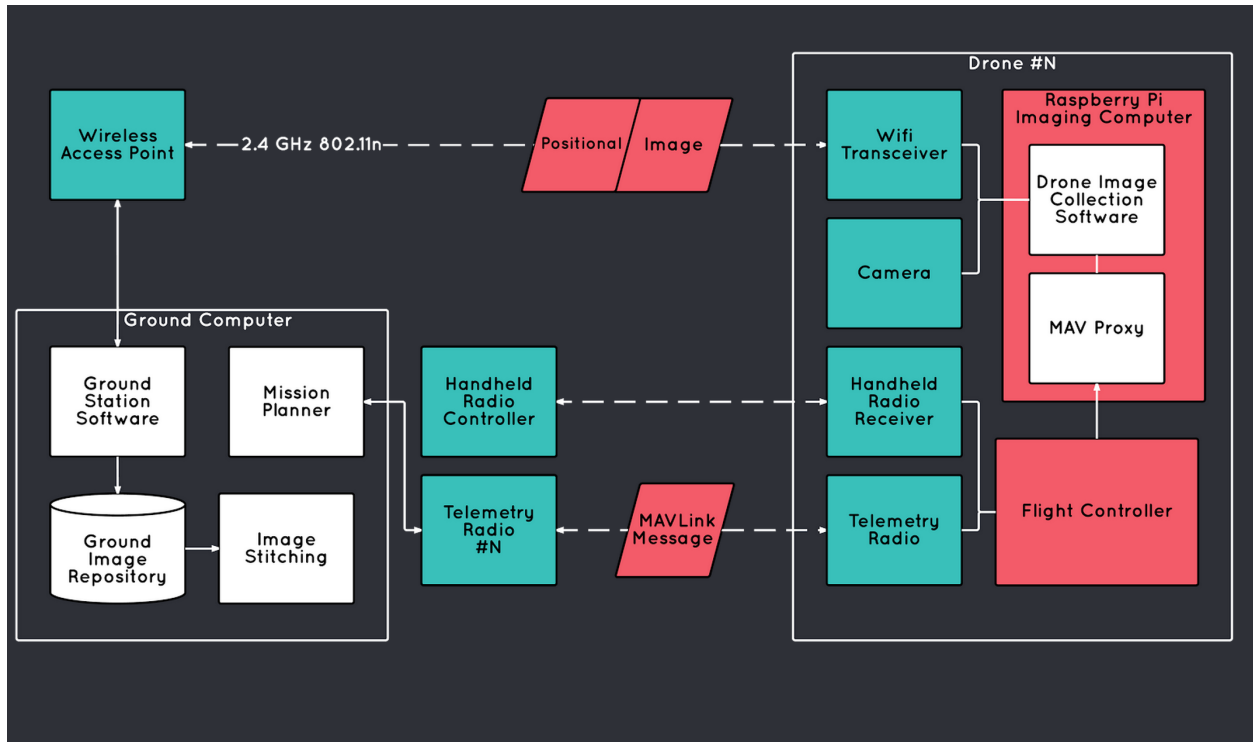 Drone #N
Wireless
Access Point
2.4 GHz 802.11n
Positional
Image
Wifi
Transceiver
Raspberry Pi
Imaging Computer
Drone Image
Collection
Software
Camera
MAV Proxy
Ground Computer
Ground
Station
Software
Mission
Planner
Handheld
Radio
Controller
Handheld
Radio
Receiver
Ground
Image
Repository
Image
Stitching
Telemetry
Radio
#N
MAVLink
Message
Telemetry
Radio
Flight Controller